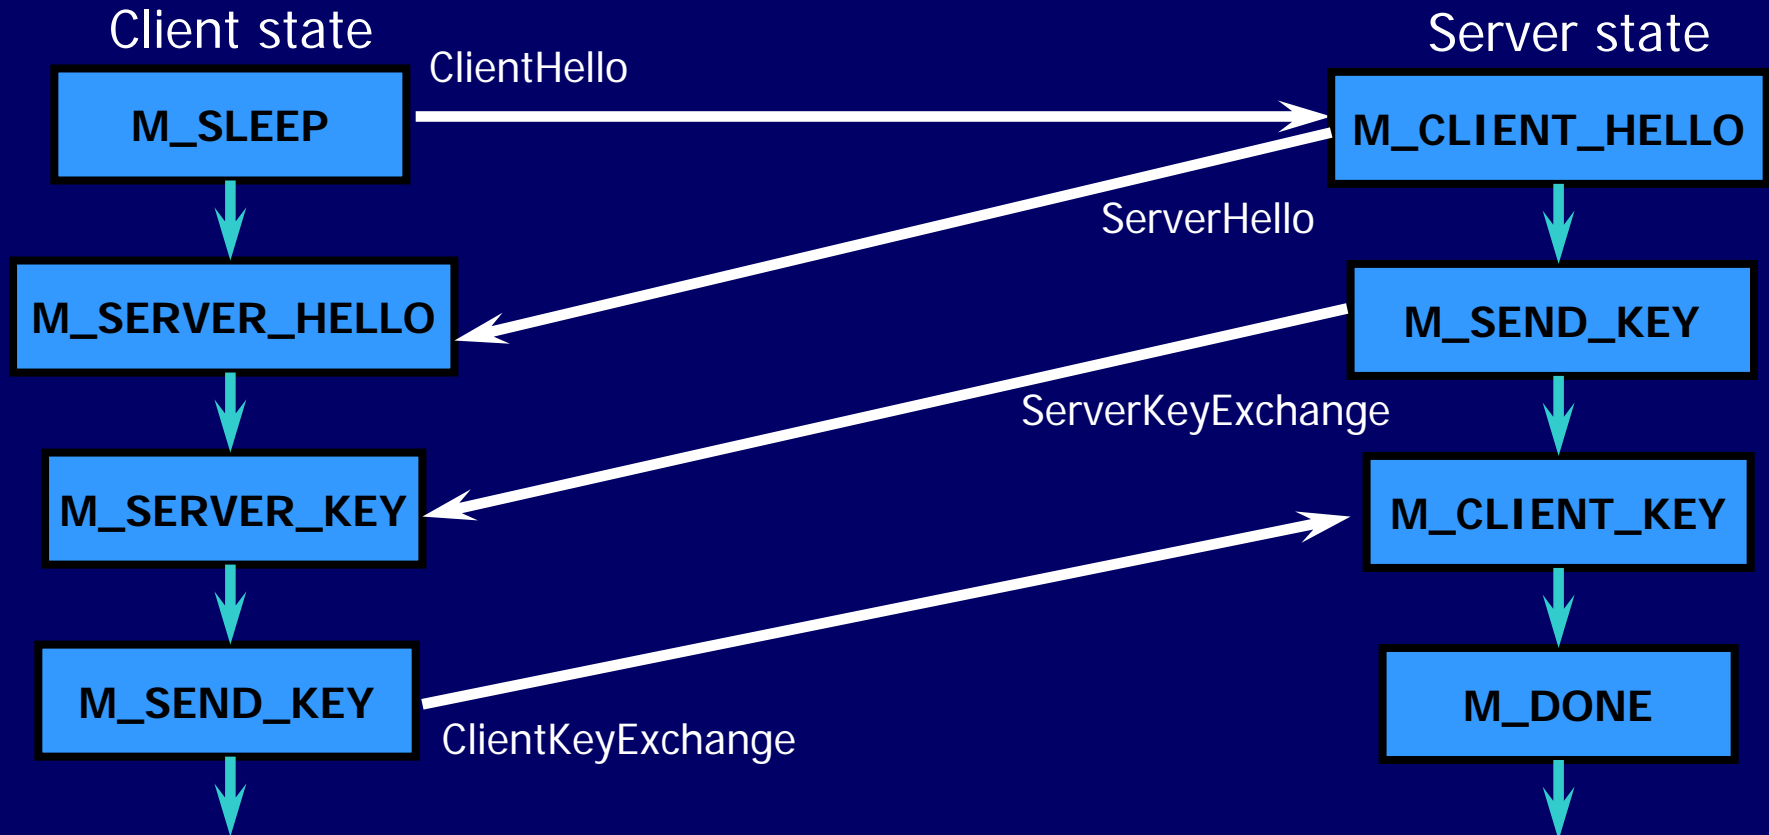 Client state
Server state
ClientHello
M_SLEEP
M_CLIENT_HELLO
ServerHello
M_SERVER_HELLO
M_SEND_KEY
ServerKeyExchange
M_SERVER_KEY
M_CLIENT_KEY
M_SEND_KEY
M_DONE
ClientKeyExchange